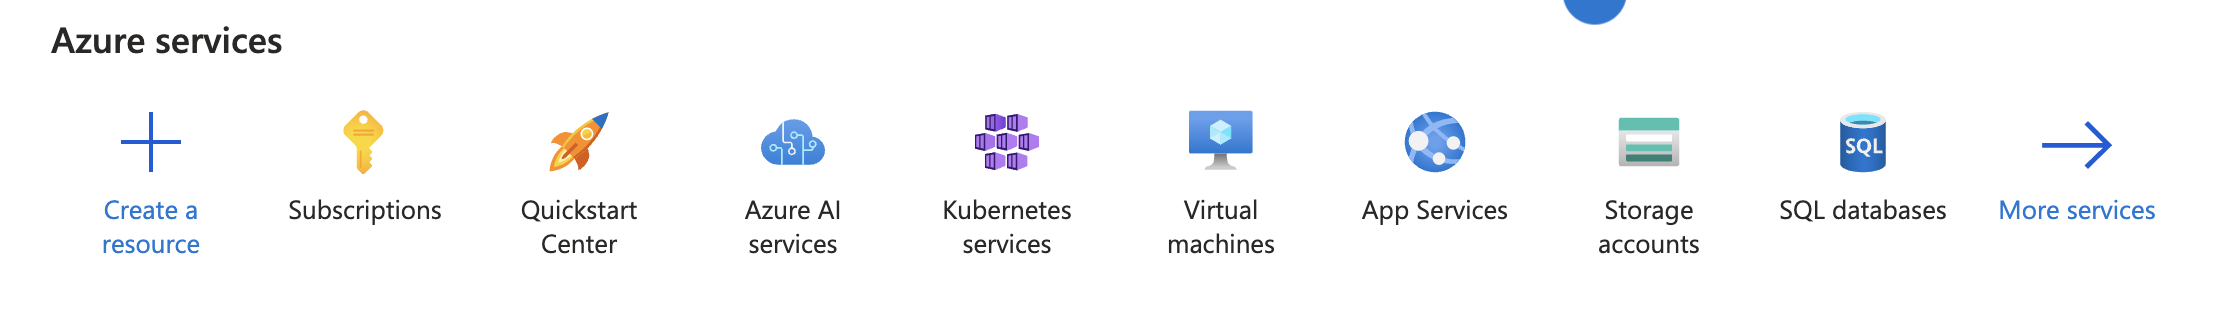 Azure services
Create a
resource
Subscriptions
Quickstart
Center
Azure AI
services
Kubernetes
services
Virtual
machines
App Services
Storage
accounts
SQL
SQL databases
More services